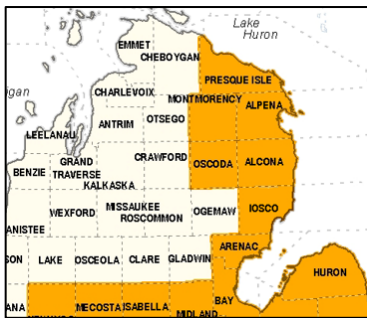 Lake
Huron
EMMET
CHEBOYGAN
PRESQUE ISLE
igan
CHARLEVOIX
MONTMORENCY
ALPENA
ANTRIM
OTSEGO
LEELANAU
CRAWFORD
OSCODA
ALCONA
BENZIE
GRAND
TRAVERSE
KALKASKA
WEXFORD
MISSAUKEE
ROSCOMMON
OGEMAW
IOSCO
ANISTEE
ARENAC
SON
LAKE
OSCEOLA
CLARE
GLADWIN
HURON
ANA
MECOSTA
ISABELLA
MIDLAND
BAY